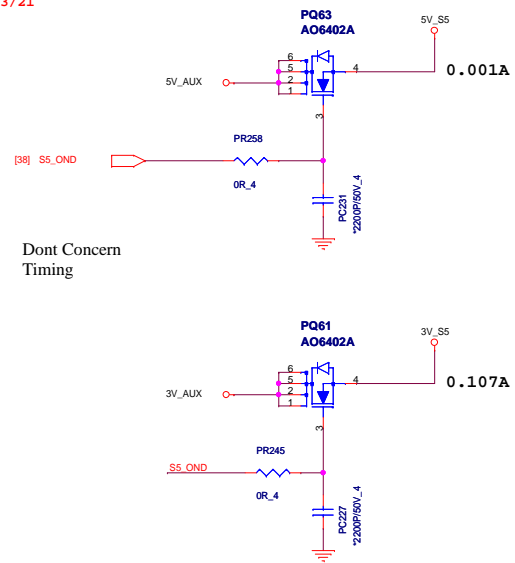 3/21
PQ63
AO6402A
5V_S5
6
5
2
1
4
0.001A
5V_AUX
3
PR258
[38] S5_OND
0R_4
PC231
*2200P/50V_4
Dont Concern
Timing
PQ61
AO6402A
3V_S5
6
5
2
1
4
0.107A
3V_AUX
3
PR245
S5_OND
0R_4
PC227
*2200P/50V_4